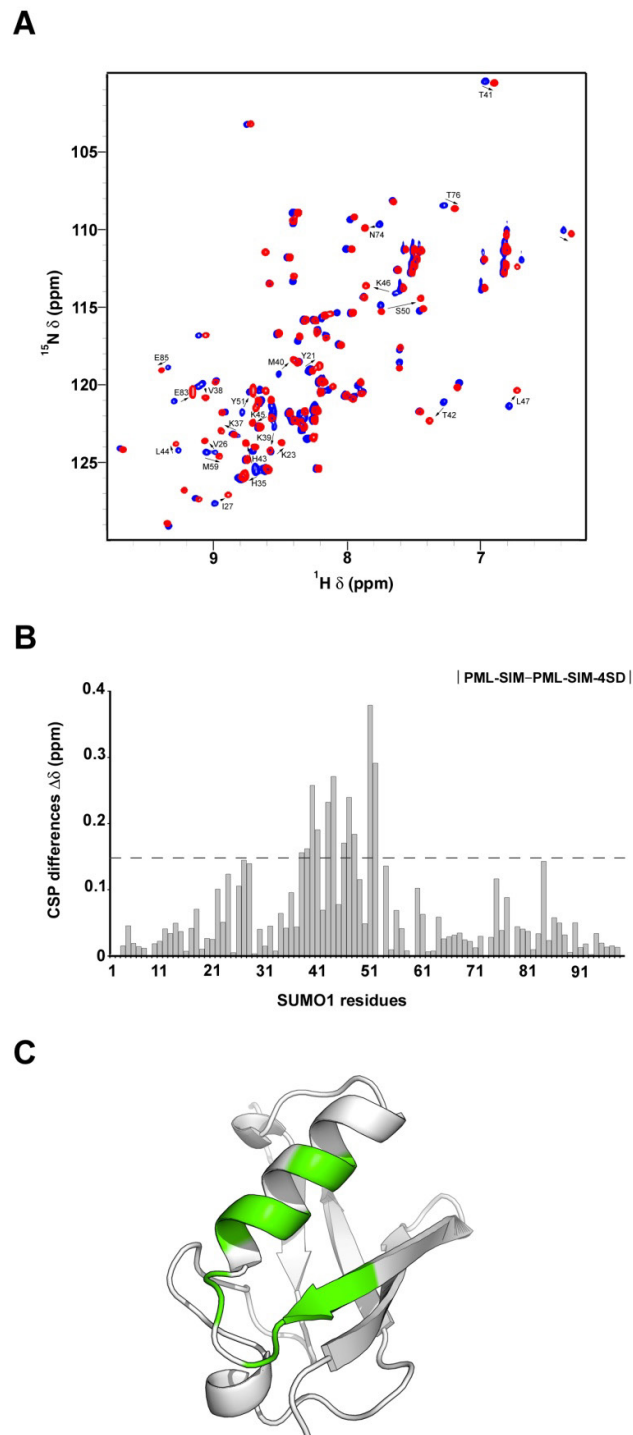 A
105
110
115
120
125
¹⁵N δ (ppm)
T41
T76
N74
K46
S50
E85
M40
Y21
E83
V38
Y51
K45
K37
K39
K23
T42
L47
L44
V26
M59
H43
H35
I27
9
8
7
¹H δ (ppm)
B
| PML-SIM–PML-SIM-4SD |
0.4
0.3
0.2
0.1
0
CSP differences Δδ (ppm)
1 11 21 31 41 51 61 71 81 91
SUMO1 residues
C